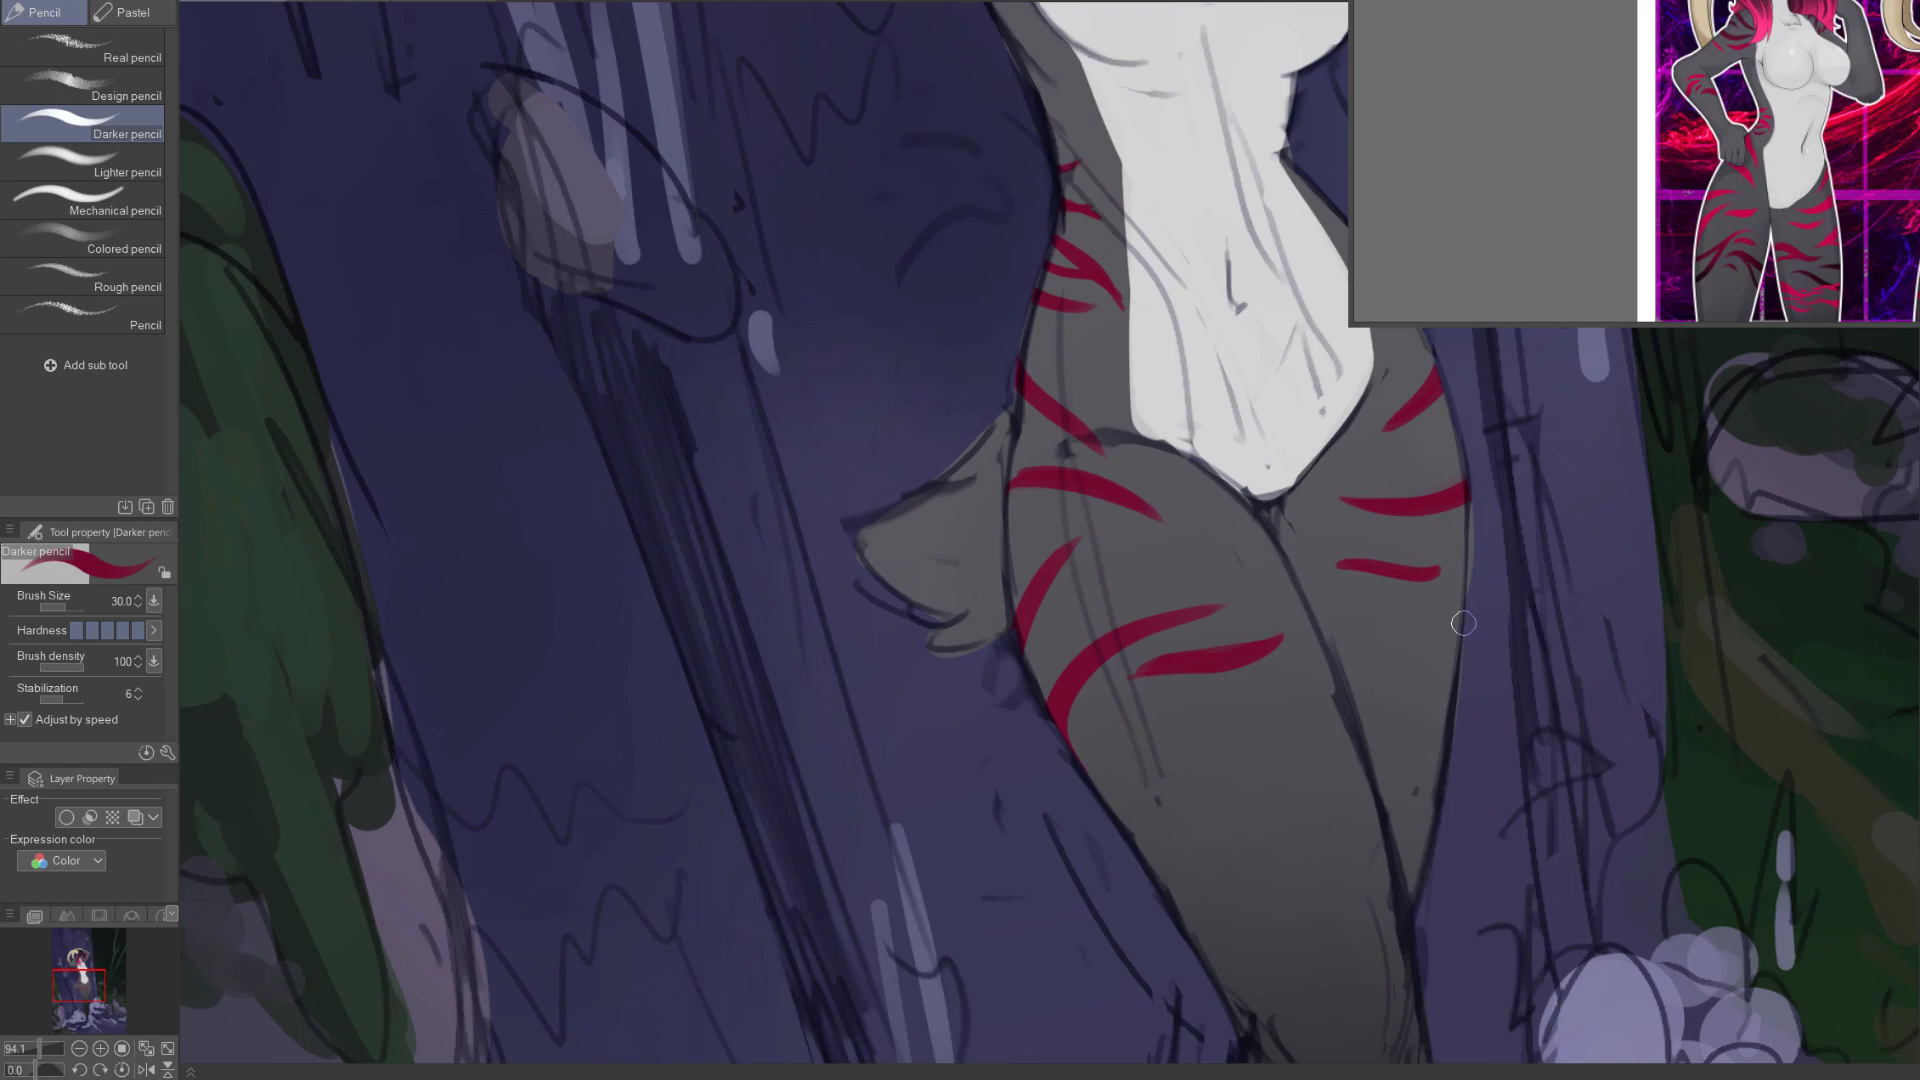 Pencil
Pastel
Real pencil
Design pencil
Darker pencil
Lighter pencil
Mechanical pencil
Colored pencil
Rough pencil
Pencil
Add sub tool
Tool property [Darker penc
Darker pencil
Brush Size
30.0
Hardness
Brush density
100
Stabilization
6
Adjust by speed
Layer Property
Effect
Expression color
Color
94.1
0.0